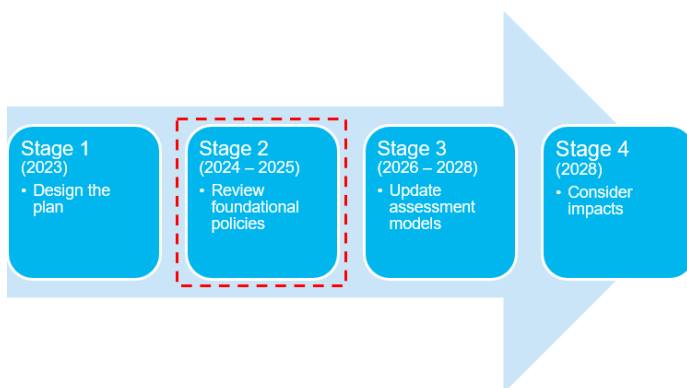 Stage 1
(2023)
• Design the
plan
Stage 2
(2024 – 2025)
• Review
foundational
policies
Stage 3
(2026 – 2028)
• Update
assessment
models
Stage 4
(2028)
• Consider
impacts